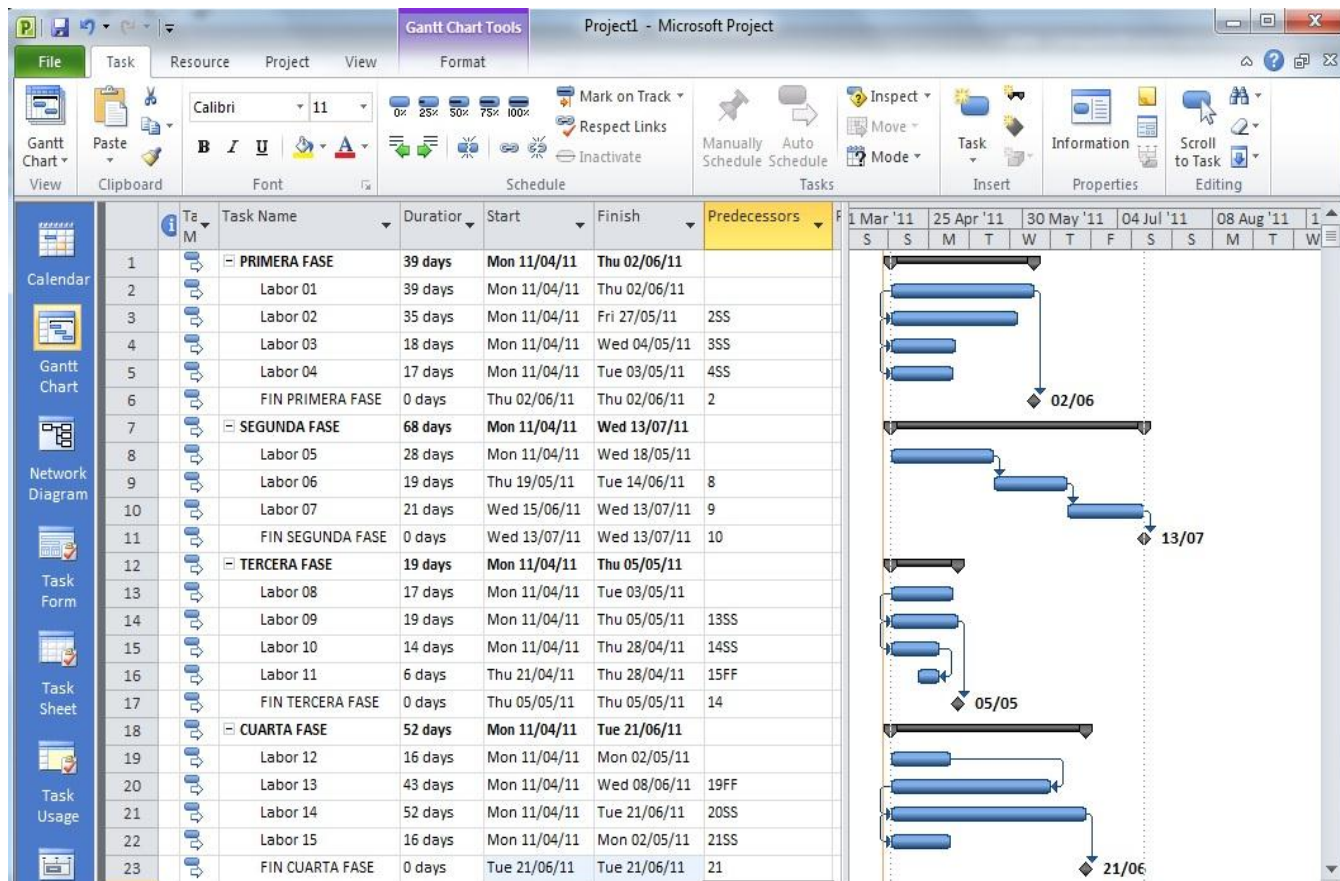 Gantt Chart Tools
Project1 - Microsoft Project
File Task Resource Project View Format
Calibri 11
0% 25% 50% 75% 100%
Mark on Track
Inspect
Respect Links
Move
Gantt Chart
Paste
B I U A
Inactivate
Manually Schedule
Auto Schedule
Mode
Task
Information
Scroll to Task
View Clipboard Font Schedule Tasks Insert Properties Editing
Ta M Task Name Duration Start Finish Predecessors
1 Mar '11 25 Apr '11 30 May '11 04 Jul '11 08 Aug '11 1
S S M T W T F S S M T W
Calendar
Gantt Chart
Network Diagram
Task Form
Task Sheet
Task Usage
1 PRIMERA FASE 39 days Mon 11/04/11 Thu 02/06/11
2 Labor 01 39 days Mon 11/04/11 Thu 02/06/11
3 Labor 02 35 days Mon 11/04/11 Fri 27/05/11 2SS
4 Labor 03 18 days Mon 11/04/11 Wed 04/05/11 3SS
5 Labor 04 17 days Mon 11/04/11 Tue 03/05/11 4SS
6 FIN PRIMERA FASE 0 days Thu 02/06/11 Thu 02/06/11 2 02/06
7 SEGUNDA FASE 68 days Mon 11/04/11 Wed 13/07/11
8 Labor 05 28 days Mon 11/04/11 Wed 18/05/11
9 Labor 06 19 days Thu 19/05/11 Tue 14/06/11 8
10 Labor 07 21 days Wed 15/06/11 Wed 13/07/11 9
11 FIN SEGUNDA FASE 0 days Wed 13/07/11 Wed 13/07/11 10 13/07
12 TERCERA FASE 19 days Mon 11/04/11 Thu 05/05/11
13 Labor 08 17 days Mon 11/04/11 Tue 03/05/11
14 Labor 09 19 days Mon 11/04/11 Thu 05/05/11 13SS
15 Labor 10 14 days Mon 11/04/11 Thu 28/04/11 14SS
16 Labor 11 6 days Thu 21/04/11 Thu 28/04/11 15FF
17 FIN TERCERA FASE 0 days Thu 05/05/11 Thu 05/05/11 14 05/05
18 CUARTA FASE 52 days Mon 11/04/11 Tue 21/06/11
19 Labor 12 16 days Mon 11/04/11 Mon 02/05/11
20 Labor 13 43 days Mon 11/04/11 Wed 08/06/11 19FF
21 Labor 14 52 days Mon 11/04/11 Tue 21/06/11 20SS
22 Labor 15 16 days Mon 11/04/11 Mon 02/05/11 21SS
23 FIN CUARTA FASE 0 days Tue 21/06/11 Tue 21/06/11 21 21/06